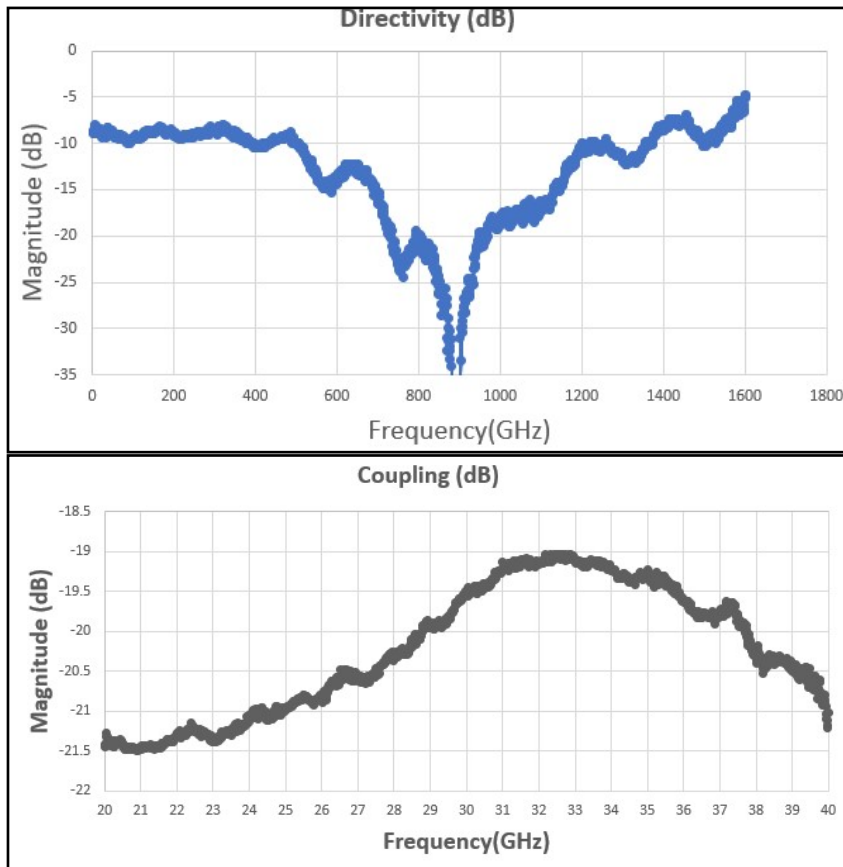 Directivity (dB)
0
-5
-10
-15
-20
-25
-30
-35
Magnitude (dB)
0 200 400 600 800 1000 1200 1400 1600 1800
Frequency(GHz)
Coupling (dB)
-18.5
-19
-19.5
-20
-20.5
-21
-21.5
-22
Magnitude (dB)
20 21 22 23 24 25 26 27 28 29 30 31 32 33 34 35 36 37 38 39 40
Frequency(GHz)